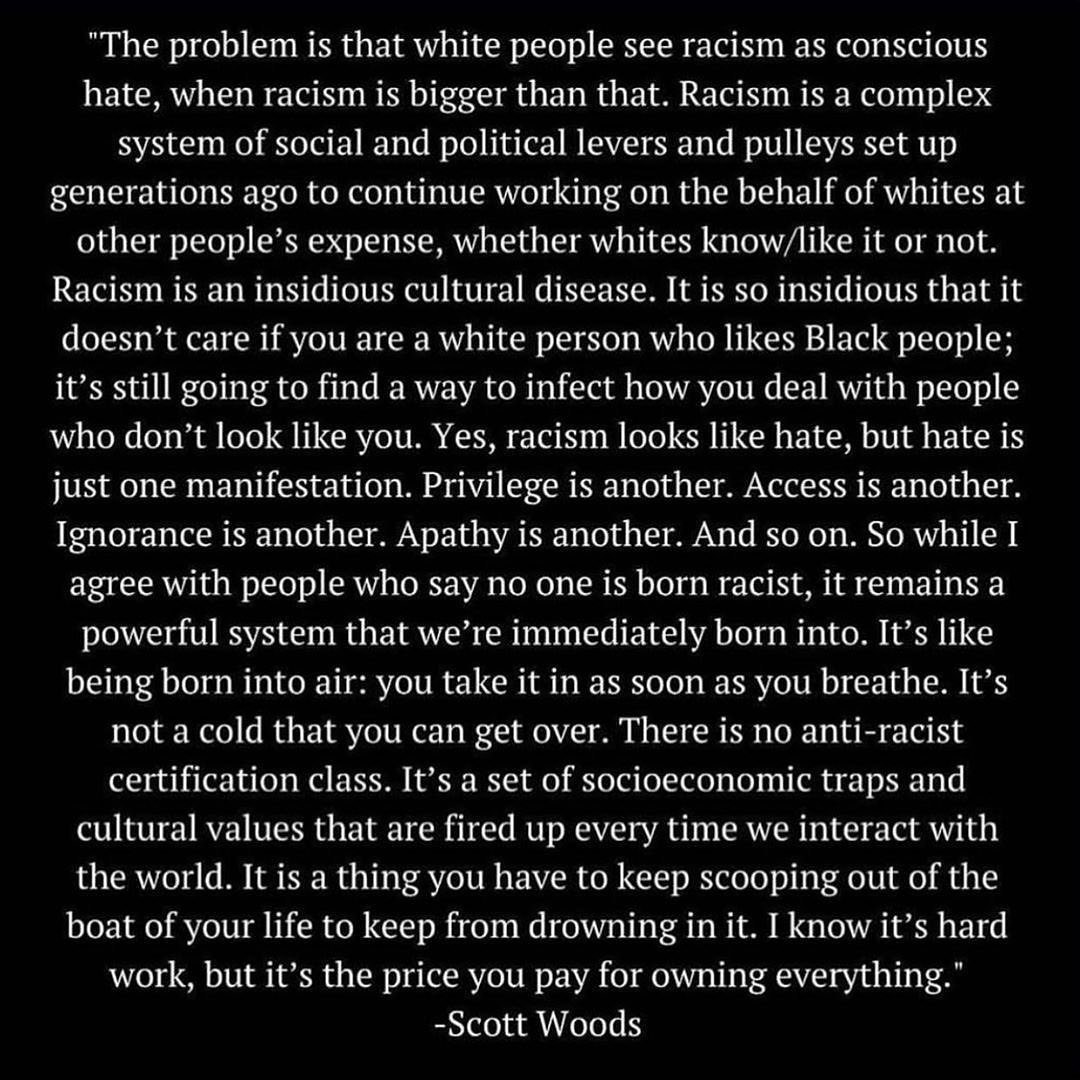 "The problem is that white people see racism as conscious
hate, when racism is bigger than that. Racism is a complex
system of social and political levers and pulleys set up
generations ago to continue working on the behalf of whites at
other people’s expense, whether whites know/like it or not.
Racism is an insidious cultural disease. It is so insidious that it
doesn’t care if you are a white person who likes Black people;
it’s still going to find a way to infect how you deal with people
who don’t look like you. Yes, racism looks like hate, but hate is
just one manifestation. Privilege is another. Access is another.
Ignorance is another. Apathy is another. And so on. So while I
agree with people who say no one is born racist, it remains a
powerful system that we’re immediately born into. It’s like
being born into air: you take it in as soon as you breathe. It’s
not a cold that you can get over. There is no anti-racist
certification class. It’s a set of socioeconomic traps and
cultural values that are fired up every time we interact with
the world. It is a thing you have to keep scooping out of the
boat of your life to keep from drowning in it. I know it’s hard
work, but it’s the price you pay for owning everything."
-Scott Woods